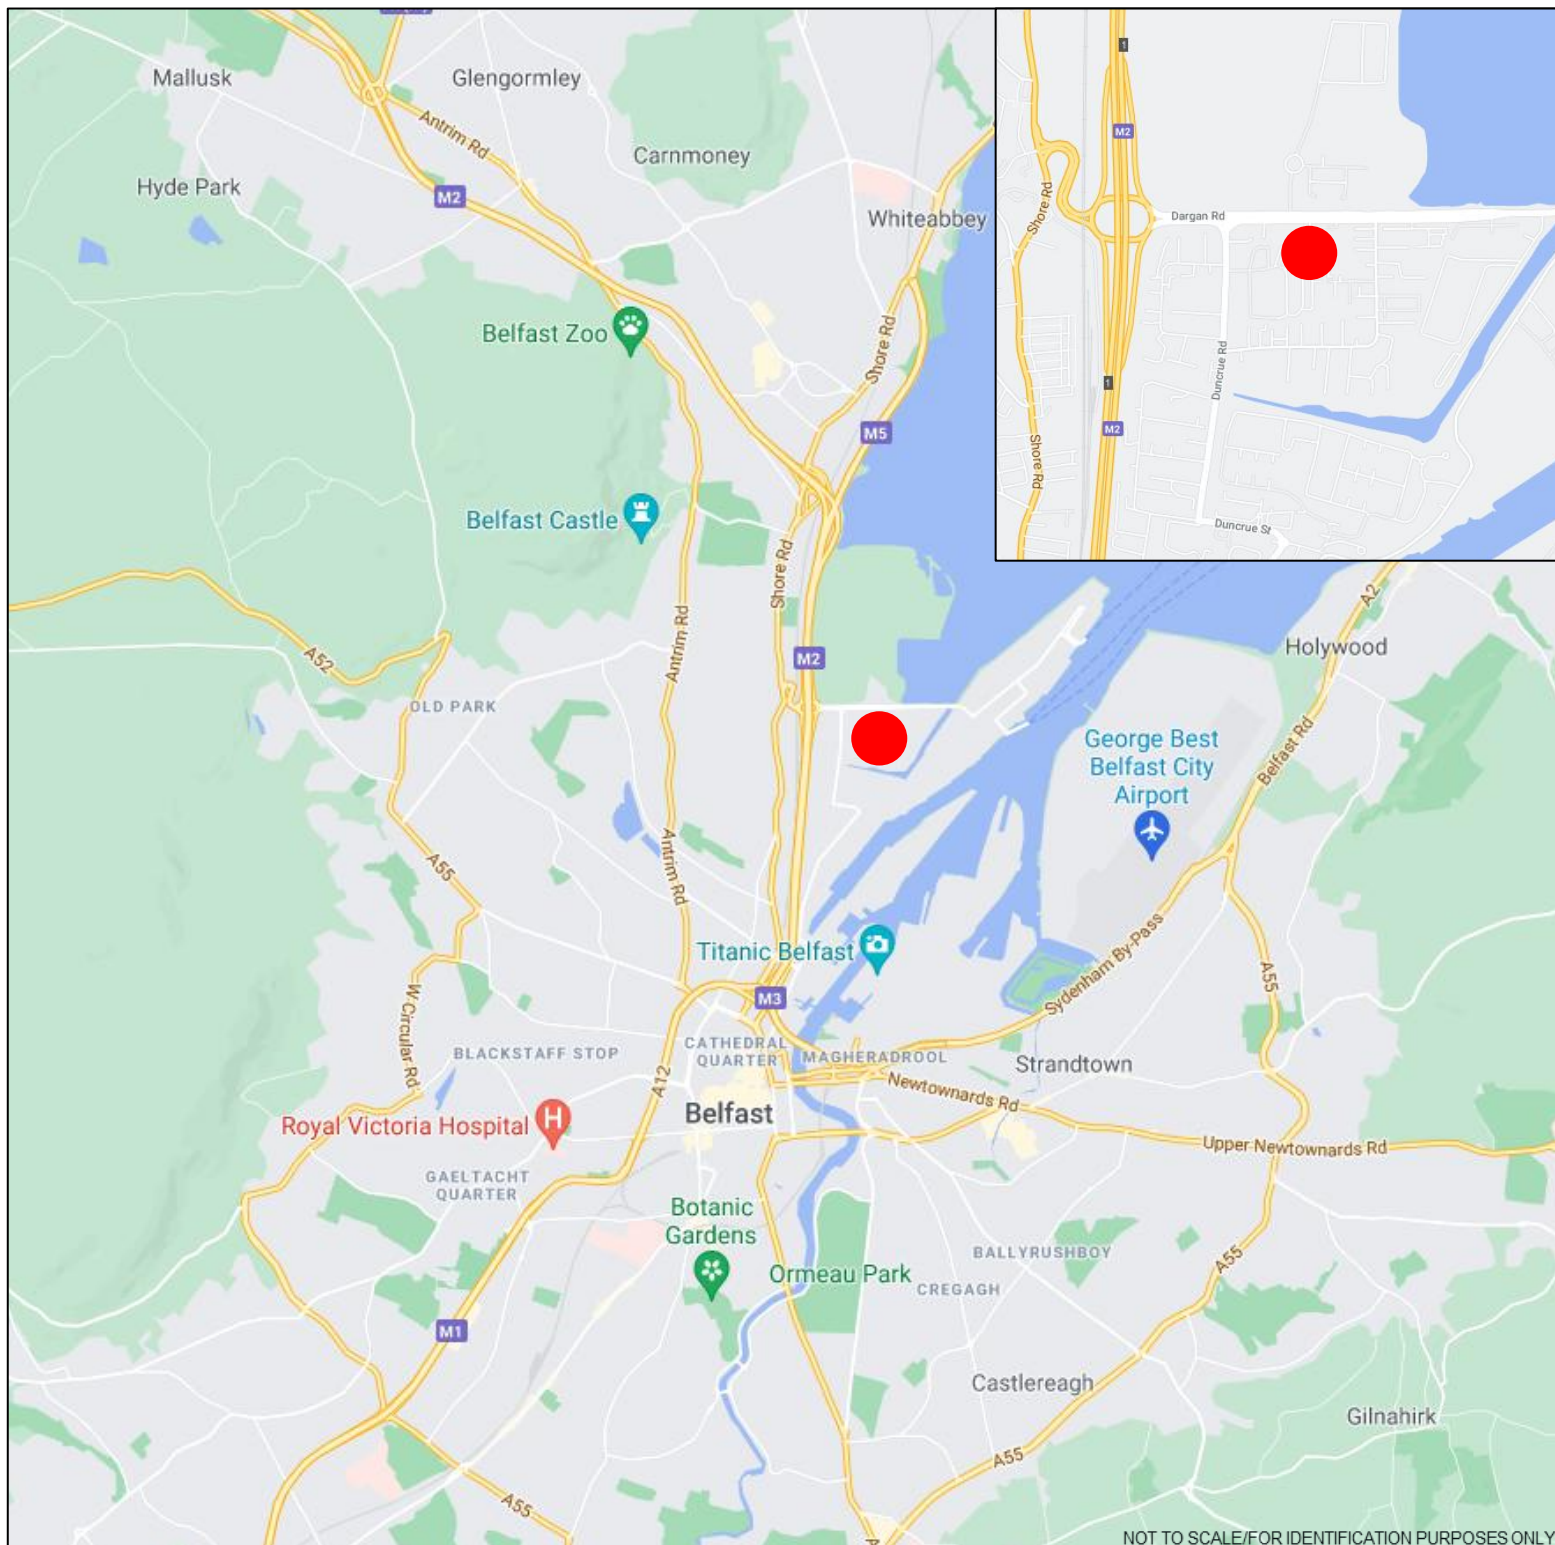 Mallusk
Glengormley
Antrim Rd
Carnmoney
Hyde Park
M2
Whiteabbey
Belfast Zoo
Shore Rd
M5
Belfast Castle
Shore Rd
Antrim Rd
M2
A52
OLD PARK
A2
Holywood
George Best
Belfast City
Airport
Belfast Rd
A55
Antrim Rd
Titanic Belfast
Sydenham By-Pass
A55
M3
W Circular Rd
BLACKSTAFF STOP
CATHEDRAL
QUARTER
MAGHERADROOL
Strandtown
A12
Newtownards Rd
Belfast
Royal Victoria Hospital
H
Upper Newtownards Rd
GAELTACHT
QUARTER
Botanic
Gardens
BALLYRUSHBOY
A55
Ormeau Park
CREGAGH
M1
Castlereagh
Gilnahirk
A55
A55
NOT TO SCALE/FOR IDENTIFICATION PURPOSES ONLY
1
M2
Shore Rd
Dargan Rd
Duncrue Rd
1
M2
Shore Rd
Duncrue St